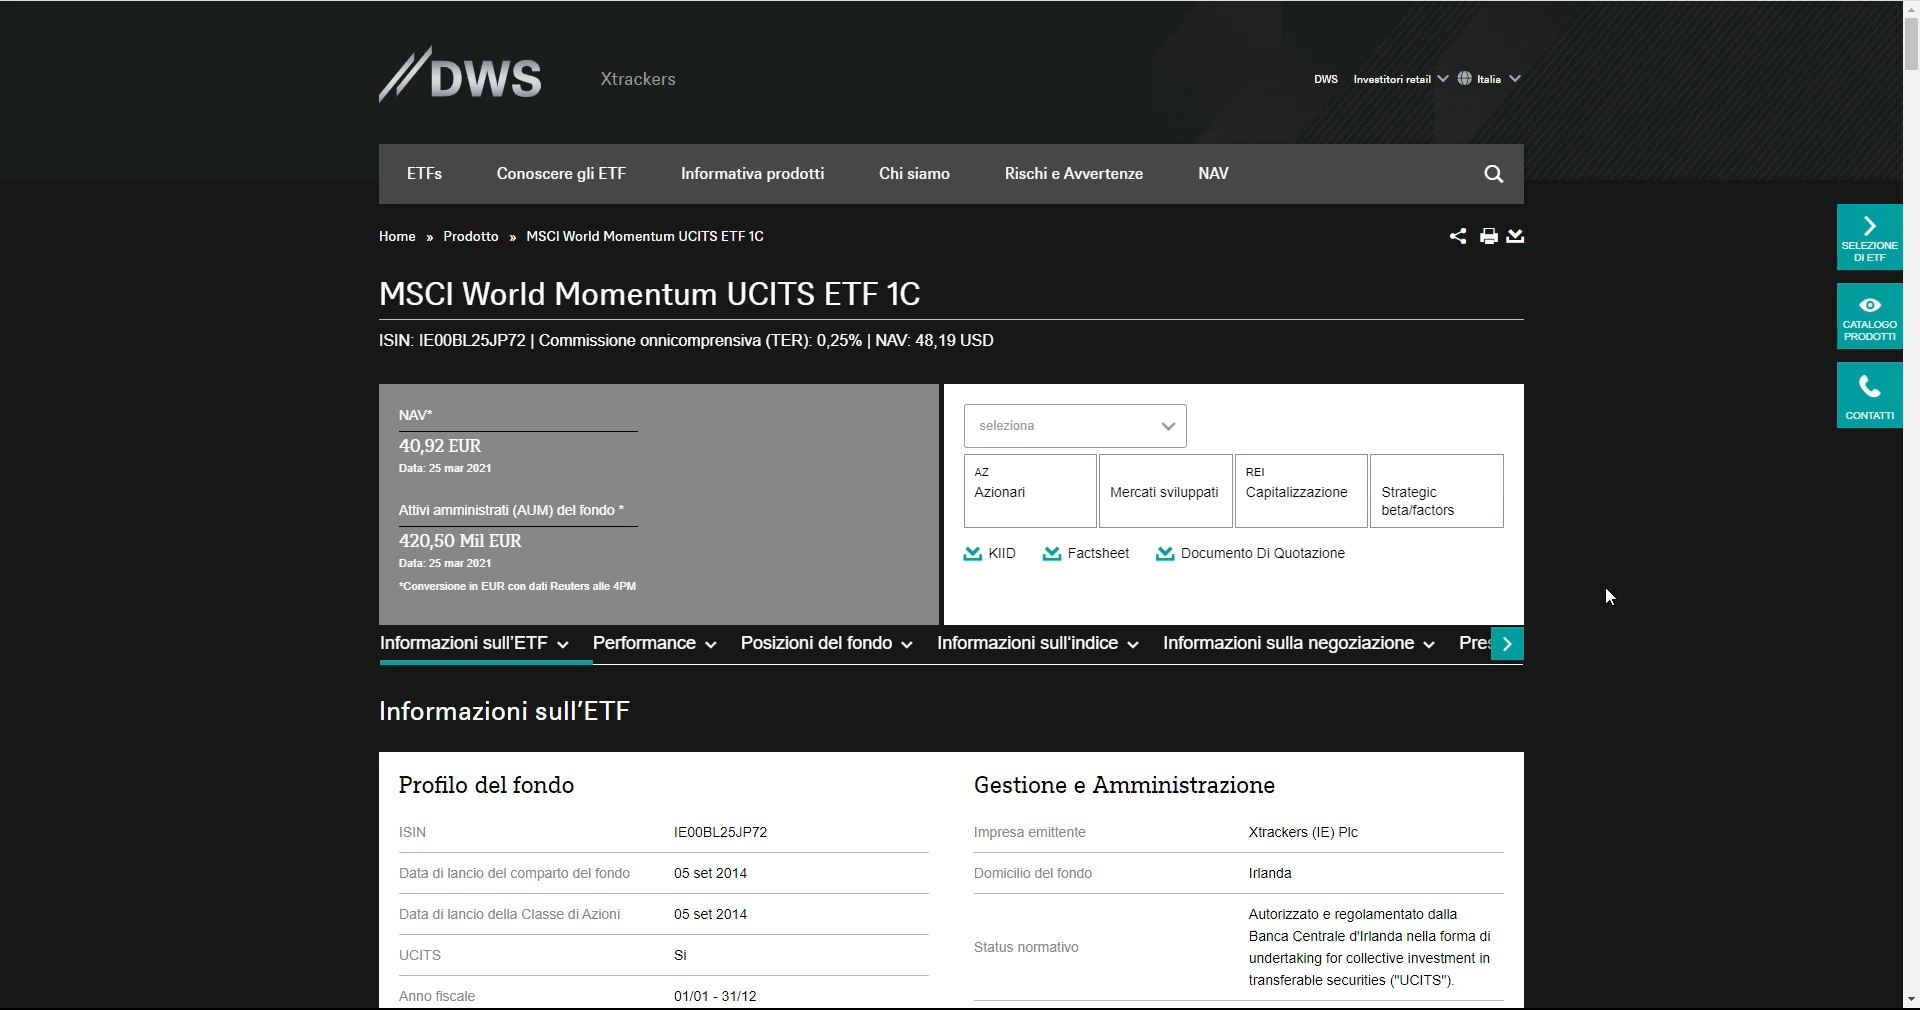 DWS
Xtrackers
DWS
Investitori retail
Italia
ETFs
Conoscere gli ETF
Informativa prodotti
Chi siamo
Rischi e Avvertenze
NAV
Home » Prodotto » MSCI World Momentum UCITS ETF 1C
SELEZIONE
DI ETF
CATALOGO
PRODOTTI
CONTATTI
MSCI World Momentum UCITS ETF 1C
ISIN: IE00BL25JP72 | Commissione onnicomprensiva (TER): 0,25% | NAV: 48,19 USD
NAV*
40,92 EUR
Data: 25 mar 2021
Attivi amministrati (AUM) del fondo *
420,50 Mil EUR
Data: 25 mar 2021
*Conversione in EUR con dati Reuters alle 4PM
seleziona
AZ
Azionari
Mercati sviluppati
REI
Capitalizzazione
Strategic
beta/factors
KIID
Factsheet
Documento Di Quotazione
Informazioni sull'ETF
Performance
Posizioni del fondo
Informazioni sull'indice
Informazioni sulla negoziazione
Pres
Informazioni sull'ETF
Profilo del fondo
ISIN IE00BL25JP72
Data di lancio del comparto del fondo 05 set 2014
Data di lancio della Classe di Azioni 05 set 2014
UCITS Si
Anno fiscale 01/01 - 31/12
Gestione e Amministrazione
Impresa emittente Xtrackers (IE) Plc
Domicilio del fondo Irlanda
Status normativo
Autorizzato e regolamentato dalla
Banca Centrale d'Irlanda nella forma di
undertaking for collective investment in
transferable securities ("UCITS").